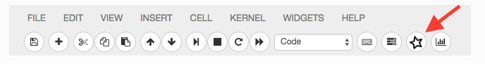 FILE EDIT VIEW INSERT CELL KERNEL WIDGETS HELP
Code